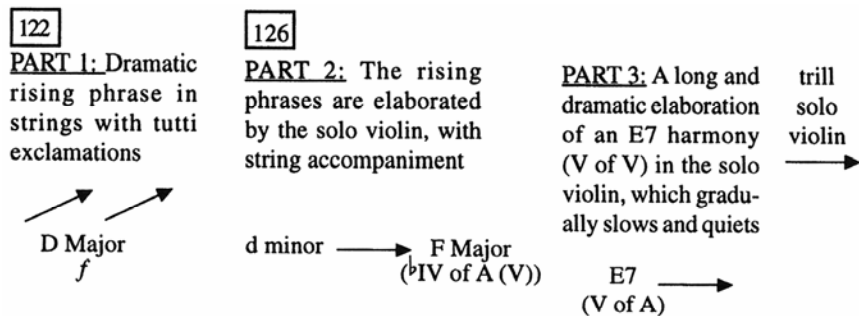 122
PART 1: Dramatic
rising phrase in
strings with tutti
exclamations
D Major
f
126
PART 2: The rising
phrases are elaborated
by the solo violin, with
string accompaniment
d minor
F Major
(♭IV of A (V))
PART 3: A long and
dramatic elaboration
of an E7 harmony
(V of V) in the solo
violin, which gradu-
ally slows and quiets
E7
(V of A)
trill
solo
violin